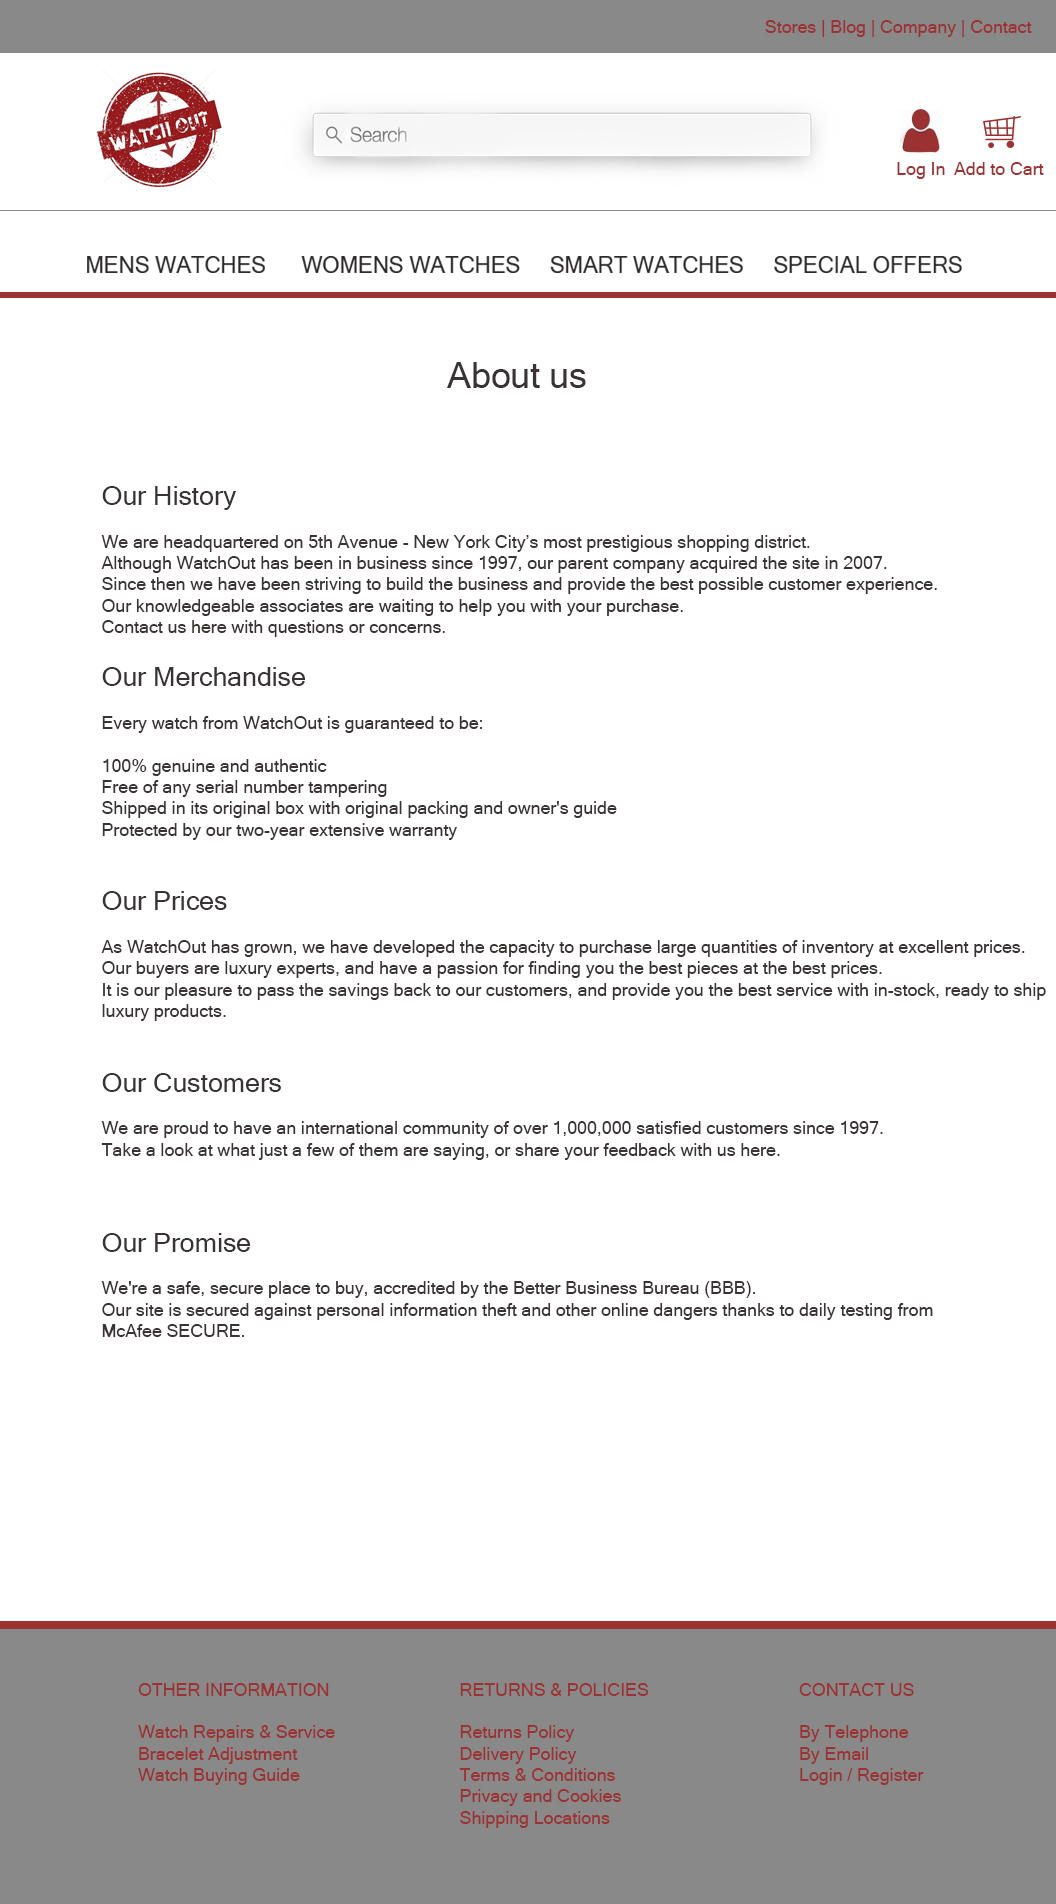 Stores | Blog | Company | Contact
WATCH OUT
Search
Log In Add to Cart
MENS WATCHES WOMENS WATCHES SMART WATCHES SPECIAL OFFERS
About us
Our History
We are headquartered on 5th Avenue - New York City’s most prestigious shopping district.
Although WatchOut has been in business since 1997, our parent company acquired the site in 2007.
Since then we have been striving to build the business and provide the best possible customer experience.
Our knowledgeable associates are waiting to help you with your purchase.
Contact us here with questions or concerns.
Our Merchandise
Every watch from WatchOut is guaranteed to be:
100% genuine and authentic
Free of any serial number tampering
Shipped in its original box with original packing and owner's guide
Protected by our two-year extensive warranty
Our Prices
As WatchOut has grown, we have developed the capacity to purchase large quantities of inventory at excellent prices.
Our buyers are luxury experts, and have a passion for finding you the best pieces at the best prices.
It is our pleasure to pass the savings back to our customers, and provide you the best service with in-stock, ready to ship
luxury products.
Our Customers
We are proud to have an international community of over 1,000,000 satisfied customers since 1997.
Take a look at what just a few of them are saying, or share your feedback with us here.
Our Promise
We're a safe, secure place to buy, accredited by the Better Business Bureau (BBB).
Our site is secured against personal information theft and other online dangers thanks to daily testing from
McAfee SECURE.
OTHER INFORMATION
Watch Repairs & Service
Bracelet Adjustment
Watch Buying Guide
RETURNS & POLICIES
Returns Policy
Delivery Policy
Terms & Conditions
Privacy and Cookies
Shipping Locations
CONTACT US
By Telephone
By Email
Login / Register